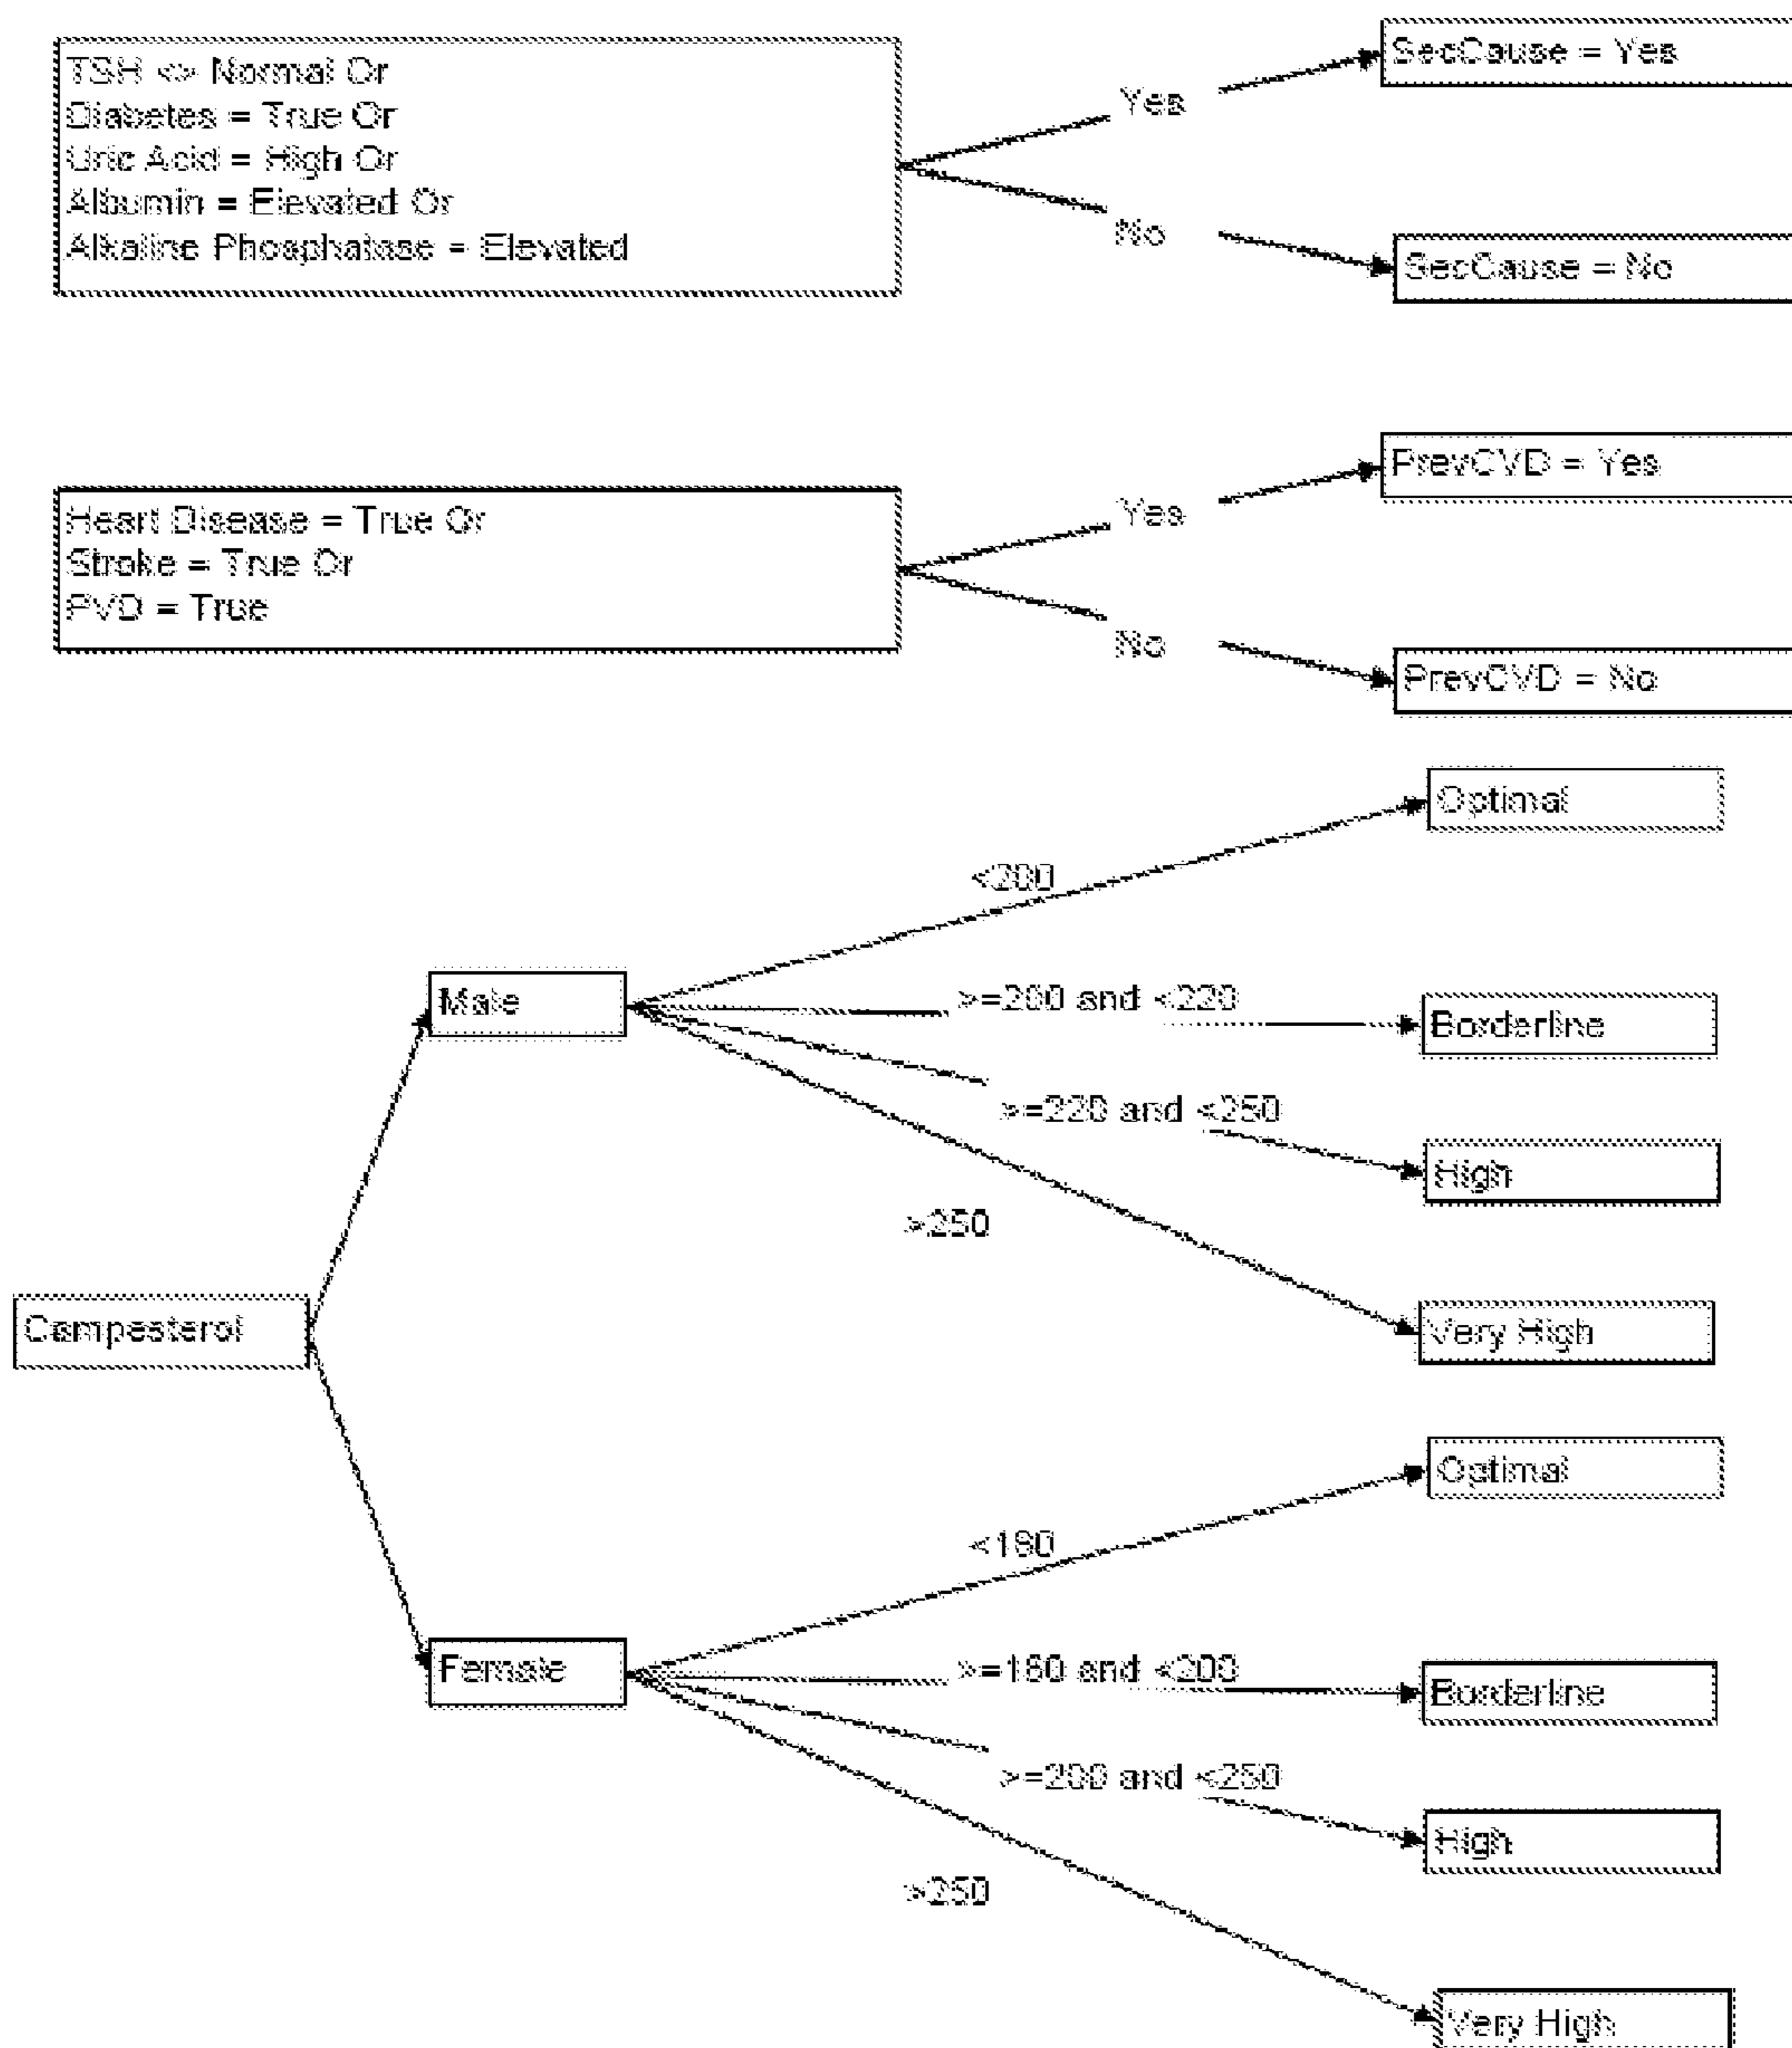 TSH <> Normal Or
Diabetes = True Or
Uric Acid = High Or
Albumin = Elevated Or
Alkaline Phosphatase = Elevated
Yes
No
SecCause = Yes
SecCause = No
Heart Disease = True Or
Stroke = True Or
PVD = True
Yes
No
PrevCVD = Yes
PrevCVD = No
Campesterol
Male
<200
>=200 and <220
>=220 and <250
>250
Optimal
Borderline
High
Very High
Female
<180
>=180 and <200
>=200 and <250
>250
Optimal
Borderline
High
Very High